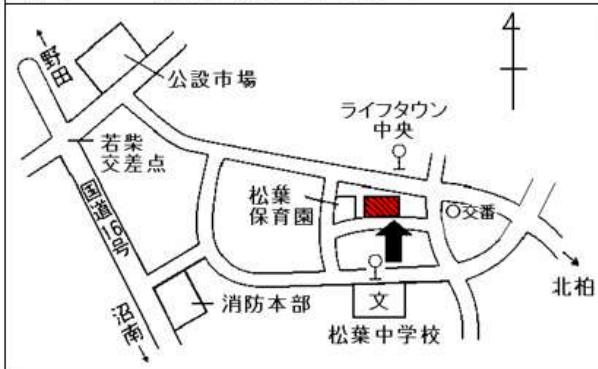 野田
公設市場
ライフタウン
中央
若柴
交差点
松葉
保育園
交番
国道16号
北柏
消防本部
文
沼南
松葉中学校